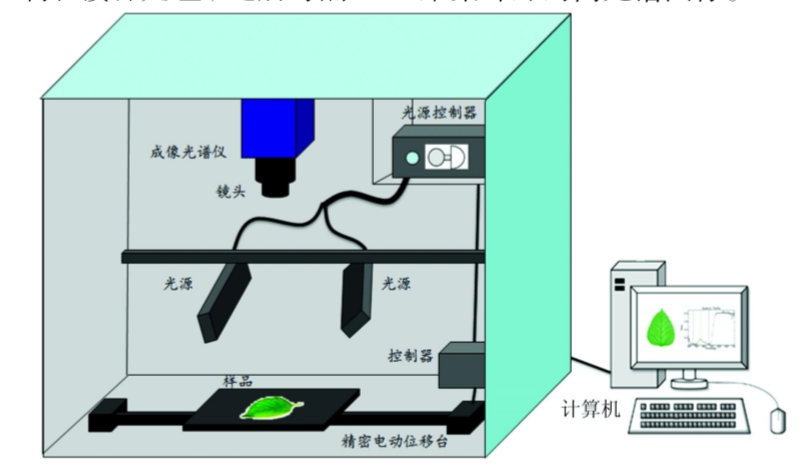 光源控制器
成像光谱仪
镜头
光源
光源
控制器
样品
计算机
精密电动位移台